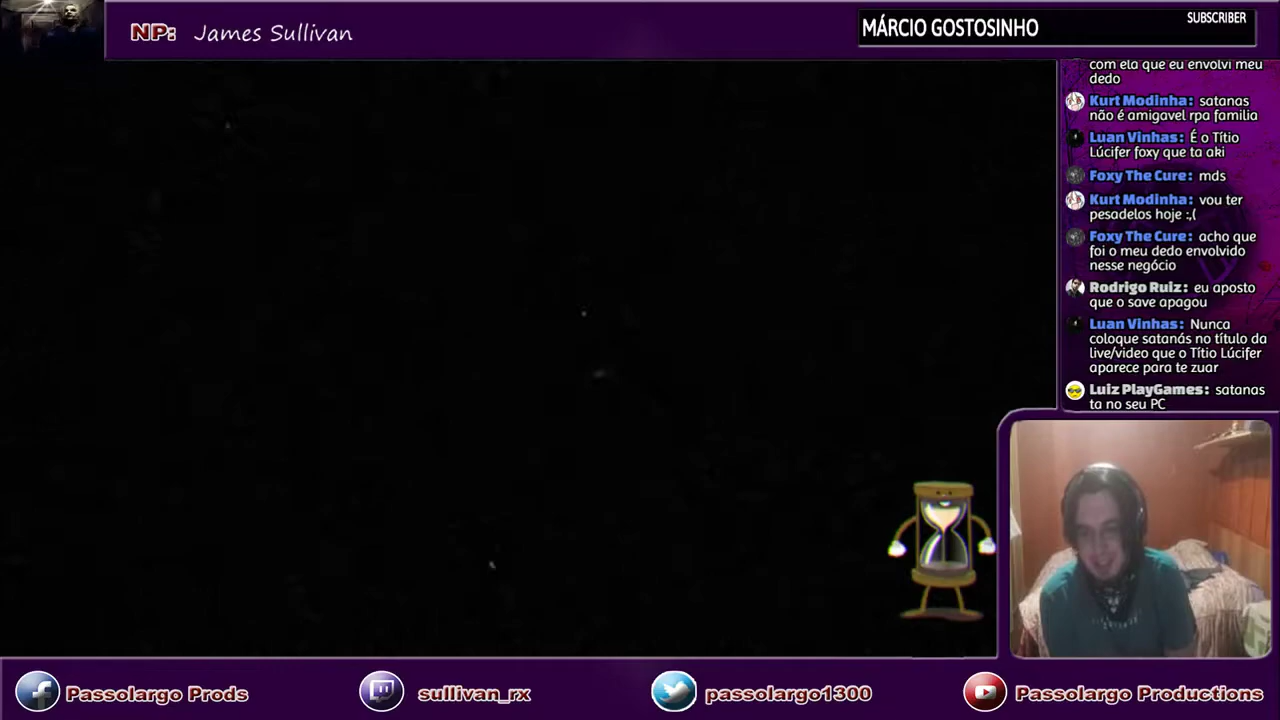 NP: James Sullivan
MÁRCIO GOSTOSINHO
SUBSCRIBER
com ela que eu envolvi meu
dedo
Kurt Modinha: satanas
não é amigavel rpa familia
Luan Vinhas: É o Títio
Lúcifer foxy que ta aki
Foxy The Cure: mds
Kurt Modinha: vou ter
pesadelos hoje :,(
Foxy The Cure: acho que
foi o meu dedo envolvido
nesse negócio
Rodrigo Ruiz: eu aposto
que o save apagou
Luan Vinhas: Nunca
coloque satanás no título da
live/video que o Títio Lúcifer
aparece para te zuar
Luiz PlayGames: satanas
ta no seu PC
Passolargo Prods
sullivan_rx
passolargo1300
Passolargo Productions